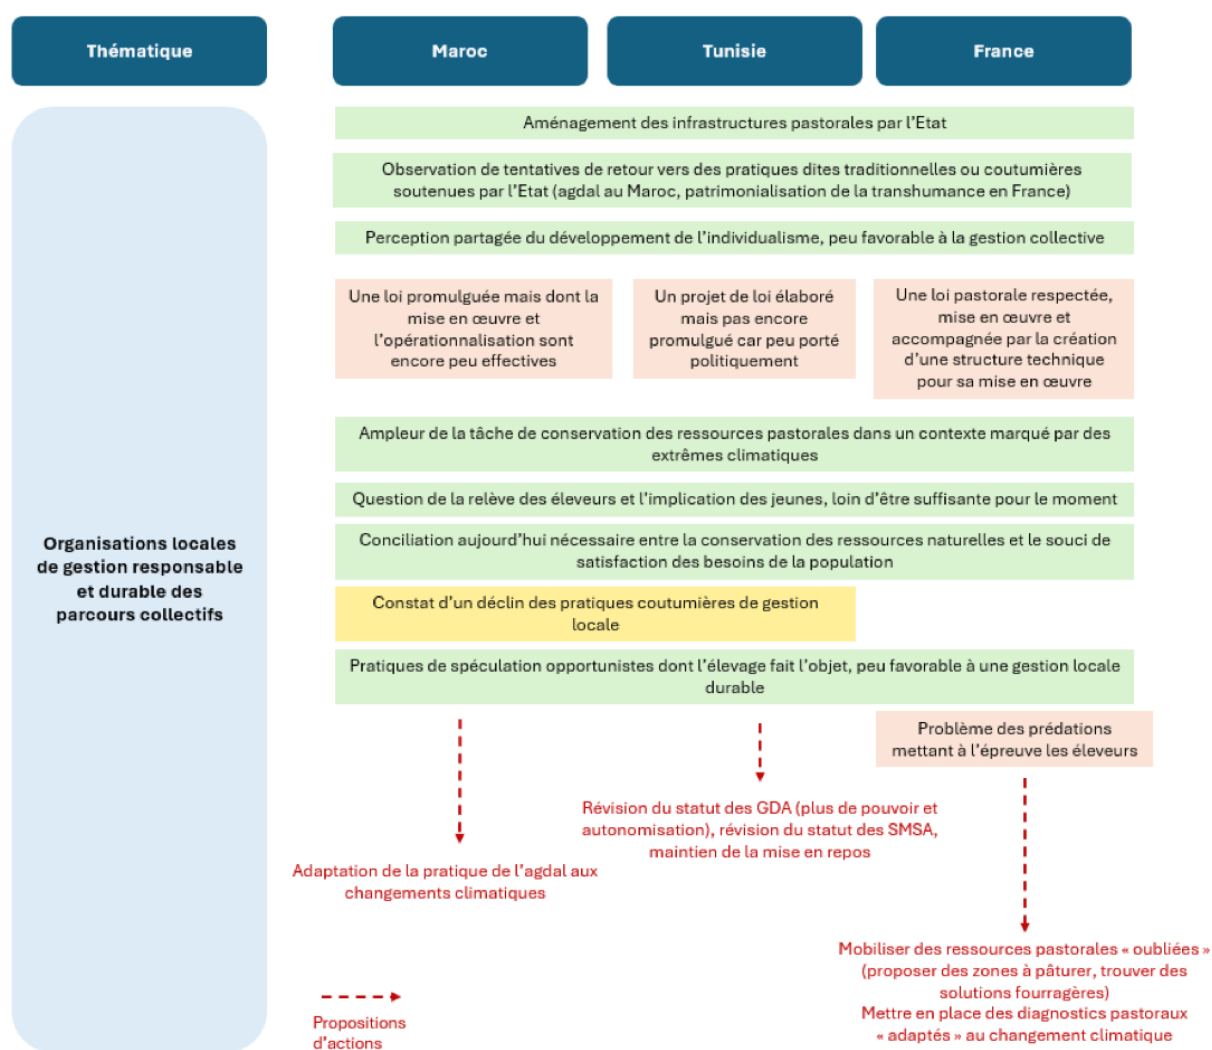 Thématique
Maroc
Tunisie
France
Aménagement des infrastructures pastorales par l’Etat
Observation de tentatives de retour vers des pratiques dites traditionnelles ou coutumières
soutenues par l’Etat (agdal au Maroc, patrimonialisation de la transhumance en France)
Perception partagée du développement de l’individualisme, peu favorable à la gestion collective
Une loi promulguée mais dont la
mise en œuvre et
l’opérationnalisation sont
encore peu effectives
Un projet de loi élaboré
mais pas encore
promulgué car peu porté
politiquement
Une loi pastorale respectée,
mise en œuvre et
accompagnée par la création
d’une structure technique
pour sa mise en œuvre
Ampleur de la tâche de conservation des ressources pastorales dans un contexte marqué par des
extrêmes climatiques
Question de la relève des éleveurs et l’implication des jeunes, loin d’être suffisante pour le moment
Conciliation aujourd’hui nécessaire entre la conservation des ressources naturelles et le souci de
satisfaction des besoins de la population
Organisations locales
de gestion responsable
et durable des
parcours collectifs
Constat d’un déclin des pratiques coutumières de gestion
locale
Pratiques de spéculation opportunistes dont l’élevage fait l’objet, peu favorable à une gestion locale
durable
Problème des prédations
mettant à l’épreuve les éleveurs
Révision du statut des GDA (plus de pouvoir et
autonomisation), révision du statut des SMSA,
maintien de la mise en repos
Adaptation de la pratique de l’agdal aux
changements climatiques
Mobiliser des ressources pastorales « oubliées »
(proposer des zones à pâturer, trouver des
solutions fourragères)
Mettre en place des diagnostics pastoraux
« adaptés » au changement climatique
Propositions
d’actions